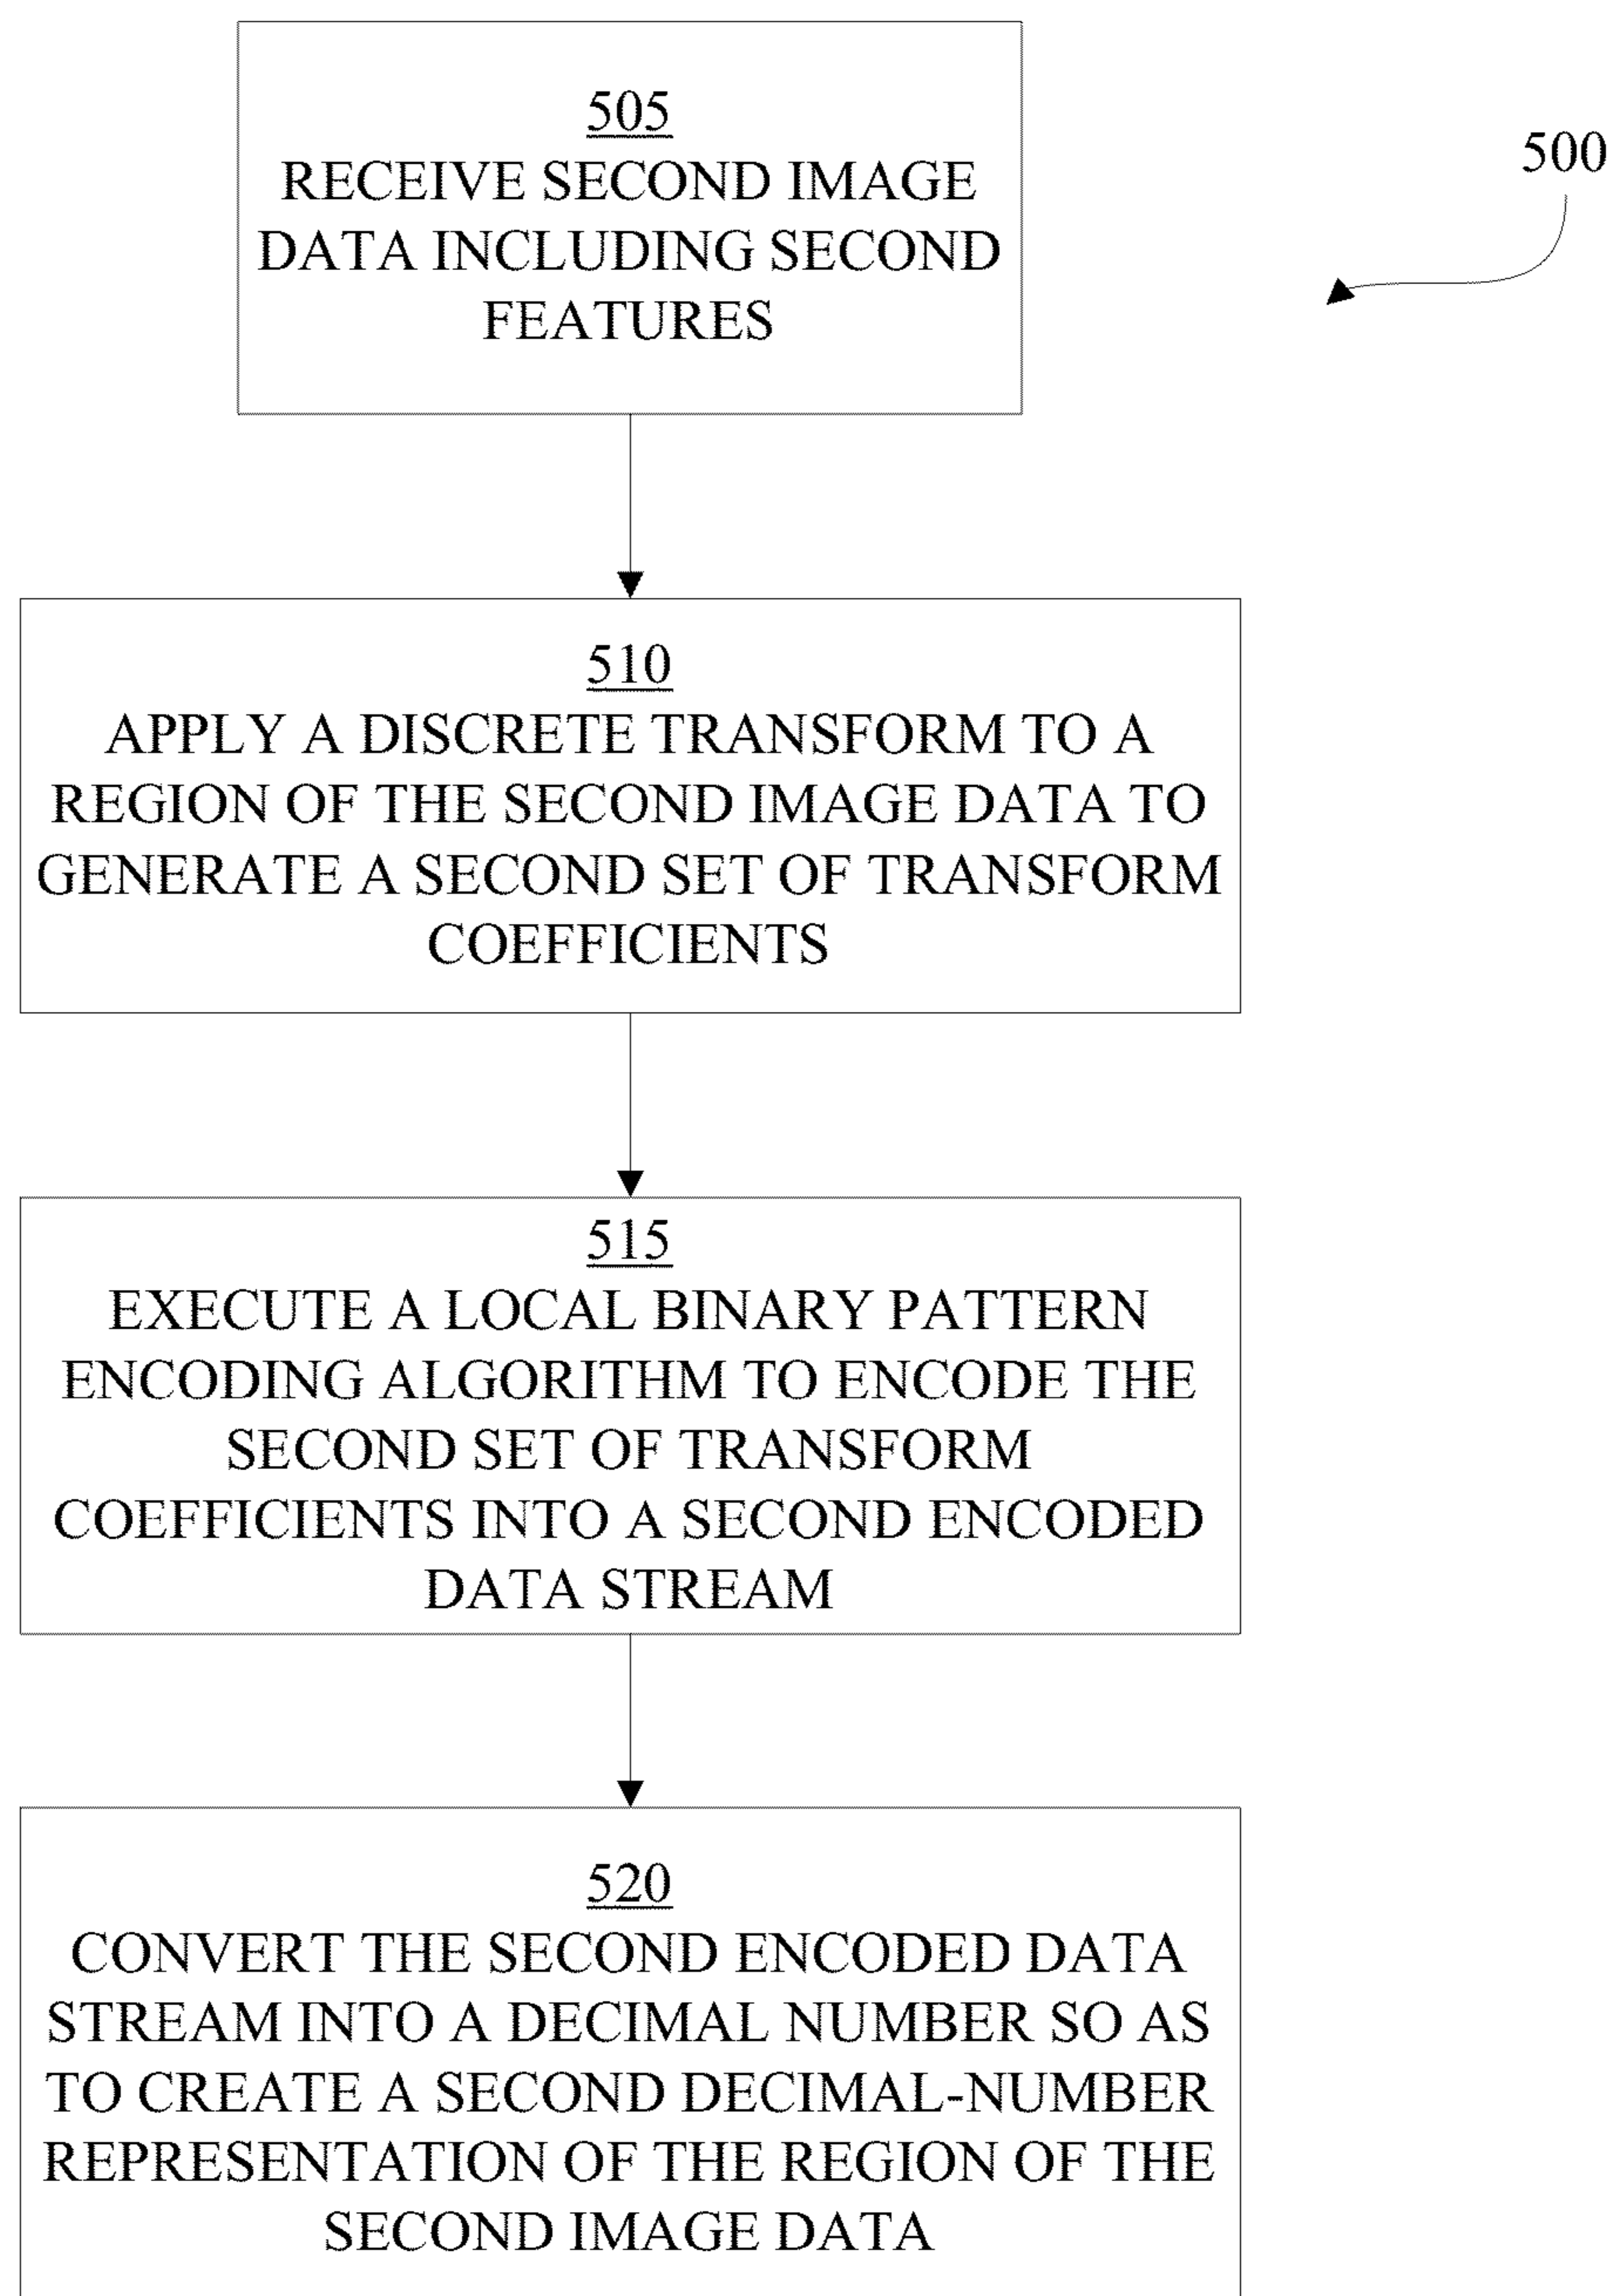 505
RECEIVE SECOND IMAGE
DATA INCLUDING SECOND
FEATURES
500
510
APPLY A DISCRETE TRANSFORM TO A
REGION OF THE SECOND IMAGE DATA TO
GENERATE A SECOND SET OF TRANSFORM
COEFFICIENTS
515
EXECUTE A LOCAL BINARY PATTERN
ENCODING ALGORITHM TO ENCODE THE
SECOND SET OF TRANSFORM
COEFFICIENTS INTO A SECOND ENCODED
DATA STREAM
520
CONVERT THE SECOND ENCODED DATA
STREAM INTO A DECIMAL NUMBER SO AS
TO CREATE A SECOND DECIMAL-NUMBER
REPRESENTATION OF THE REGION OF THE
SECOND IMAGE DATA